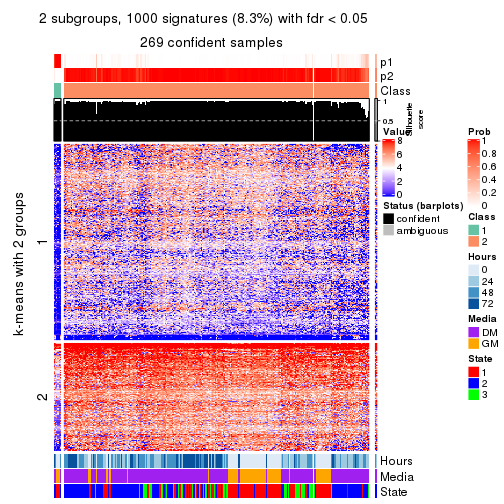 2 subgroups, 1000 signatures (8.3%) with fdr < 0.05
269 confident samples
p1
p2
Class
1
0.5
0
Silhouette
score
k-means with 2 groups
1
2
Hours
Media
State
Value
8
6
4
2
0
Status (barplots)
confident
ambiguous
Prob
1
0.8
0.6
0.4
0.2
0
Class
1
2
Hours
0
24
48
72
Media
DM
GM
State
1
2
3